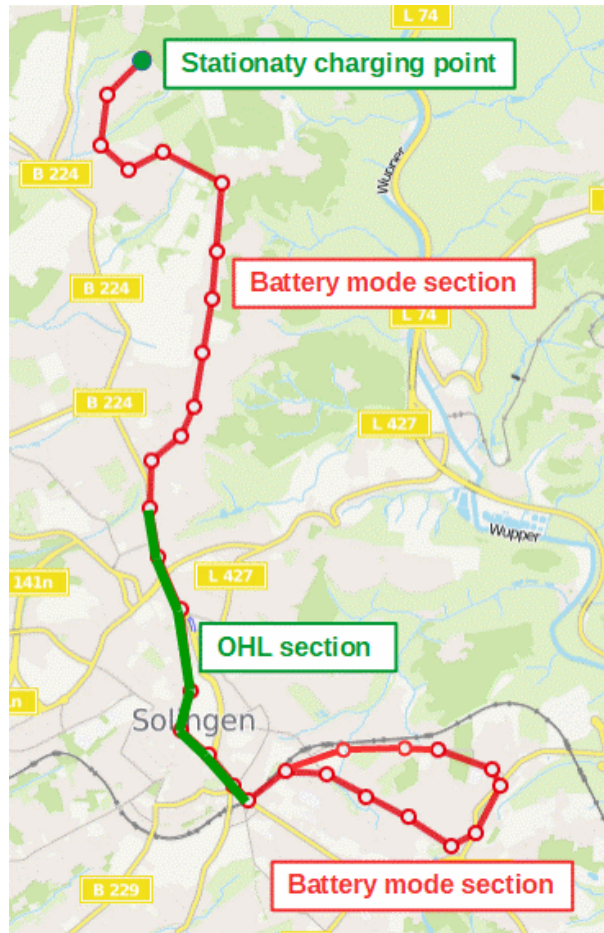 L 74
Stationaty charging point
Wupper
B 224
Battery mode section
B 224
L 74
B 224
L 427
Wupper
141n
L 427
OHL section
Solingen
Battery mode section
B 229